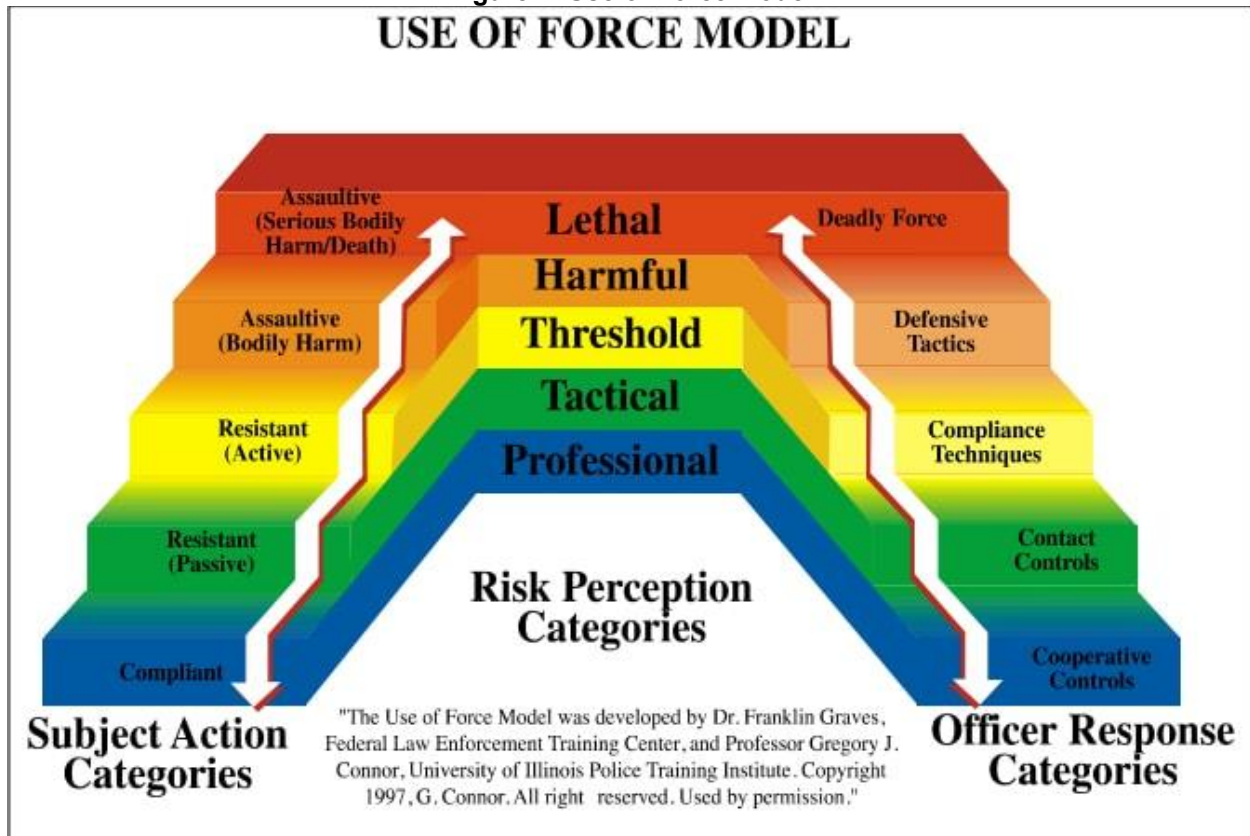 USE OF FORCE MODEL
Assaultive
(Serious Bodily
Harm/Death)
Lethal
Deadly Force
Harmful
Assaultive
(Bodily Harm)
Defensive
Tactics
Threshold
Resistant
(Active)
Compliance
Techniques
Tactical
Professional
Resistant
(Passive)
Contact
Controls
Risk Perception
Categories
Compliant
Cooperative
Controls
Subject Action
Categories
"The Use of Force Model was developed by Dr. Franklin Graves,
Federal Law Enforcement Training Center, and Professor Gregory J.
Connor, University of Illinois Police Training Institute. Copyright
1997, G. Connor. All right reserved. Used by permission."
Officer Response
Categories